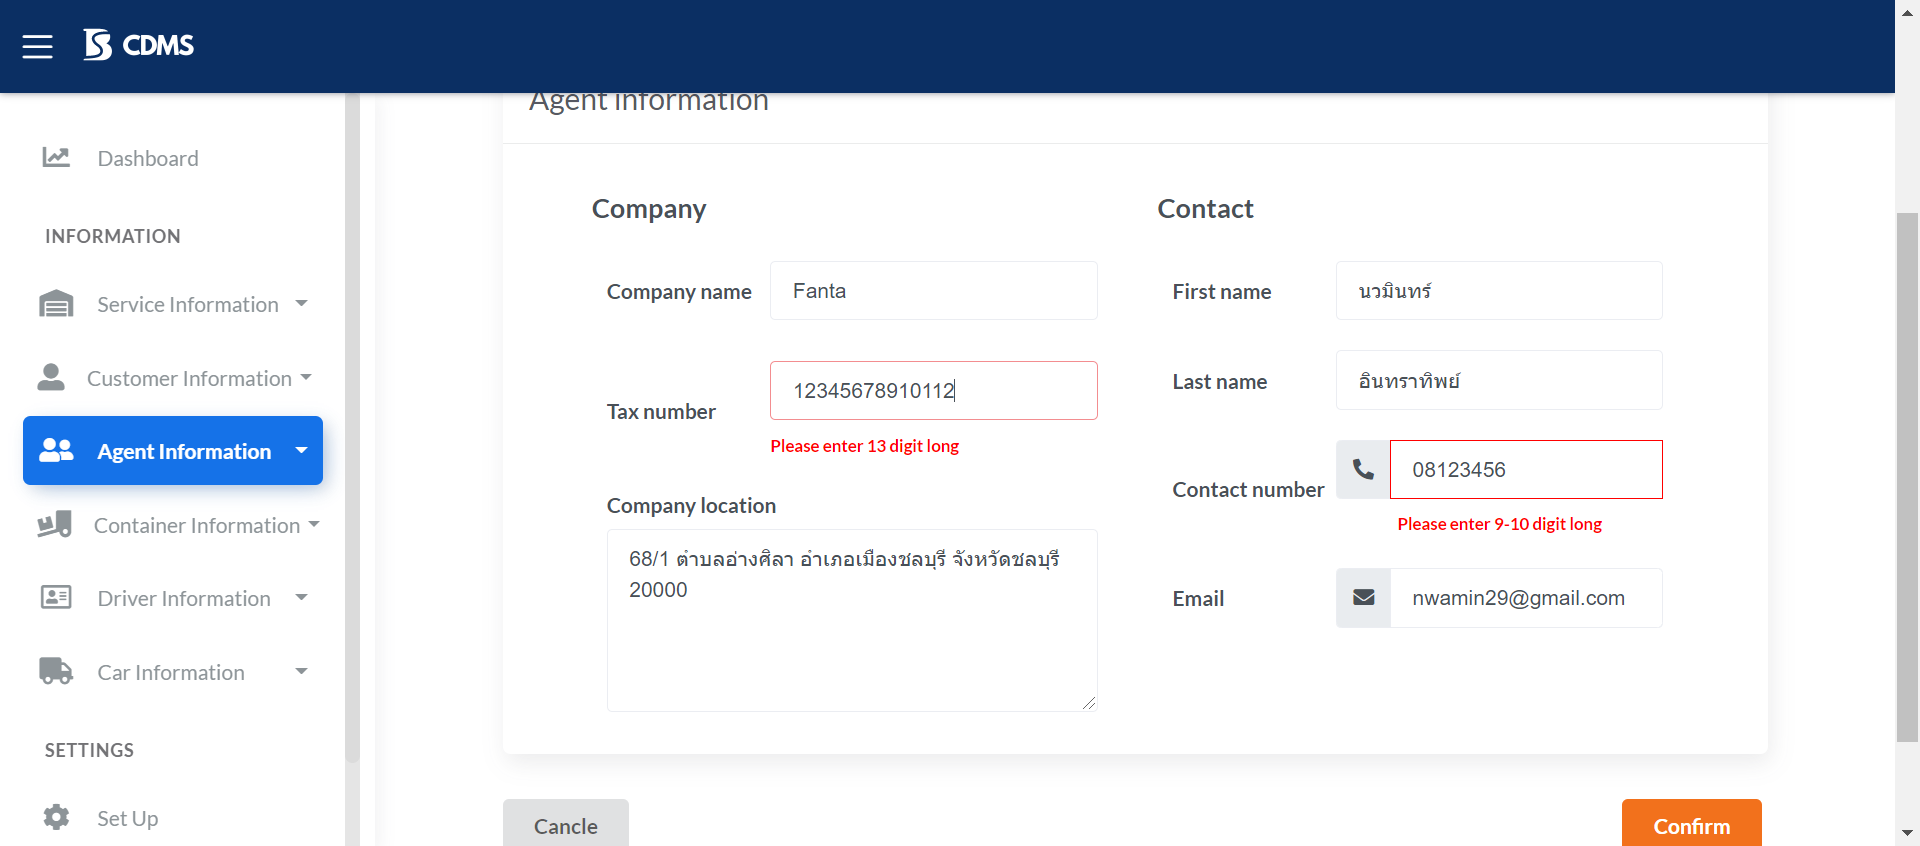 CDMS
Dashboard
INFORMATION
Service Information
Customer Information
Agent Information
Container Information
Driver Information
Car Information
SETTINGS
Set Up
Agent information
Company
Company name
Fanta
Tax number
12345678910112
Please enter 13 digit long
Company location
68/1 ตำบลอ่างศิลา อำเภอเมืองชลบุรี จังหวัดชลบุรี
20000
Contact
First name
นวมินทร์
Last name
อินทราทิพย์
Contact number
08123456
Please enter 9-10 digit long
Email
nwamin29@gmail.com
Cancle
Confirm